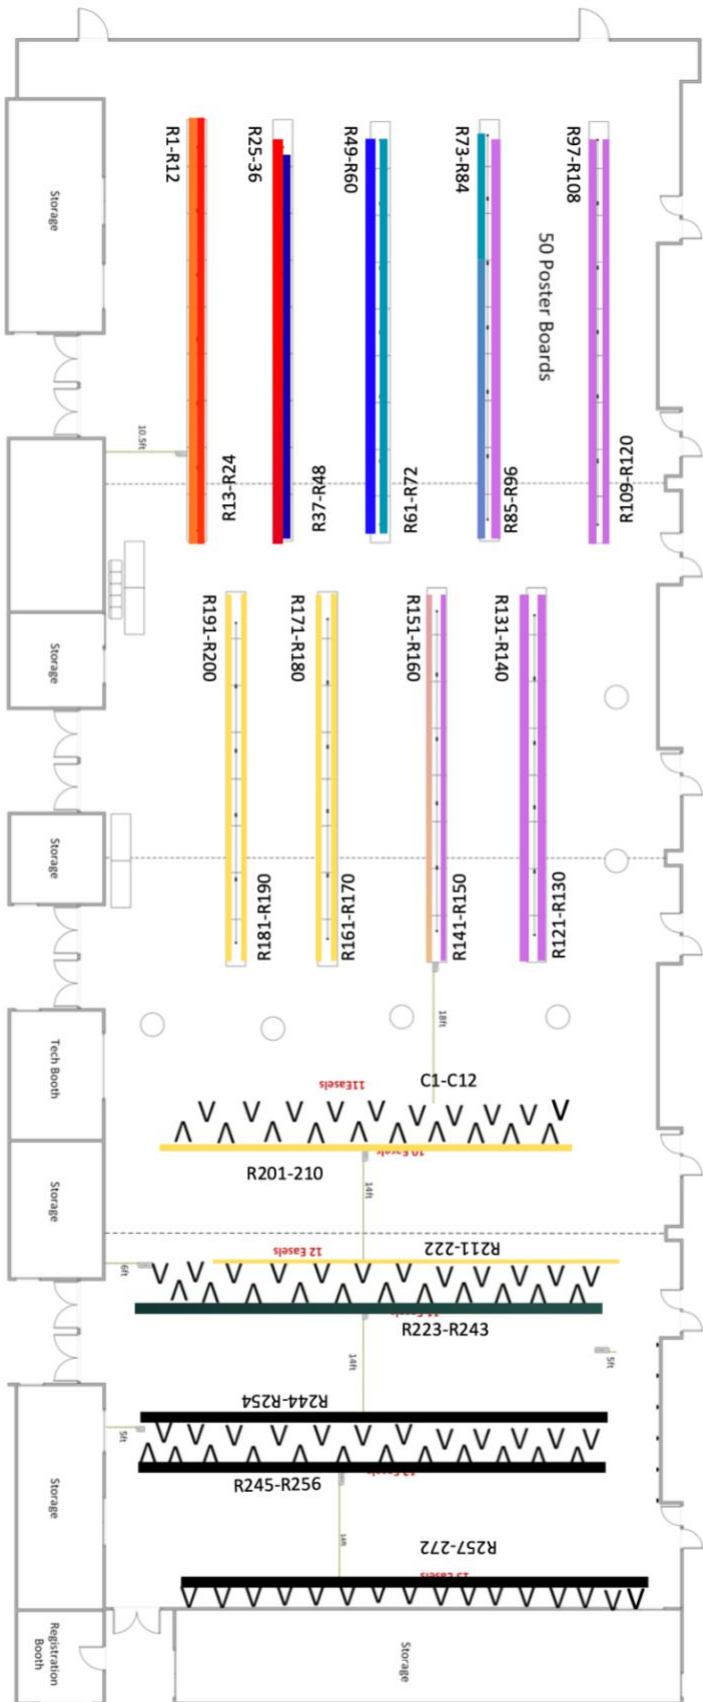 R1-R12
R25-36
R49-R60
R73-R84
R97-R108
Storage
50 Poster Boards
10.5ft
R13-R24
R37-R48
R61-R72
R85-R96
R109-R120
R191-R200
R171-R180
R151-R160
R131-R140
Storage
Storage
R181-R190
R161-R170
R141-R150
R121-R130
18ft
Tech Booth
11Easels
C1-C12
R201-210
14ft
Storage
R211-222
12 Easels
6ft
R223-R243
14ft
5ft
R244-R254
5ft
Storage
R245-R256
14ft
R257-272
Registration
Booth
Storage